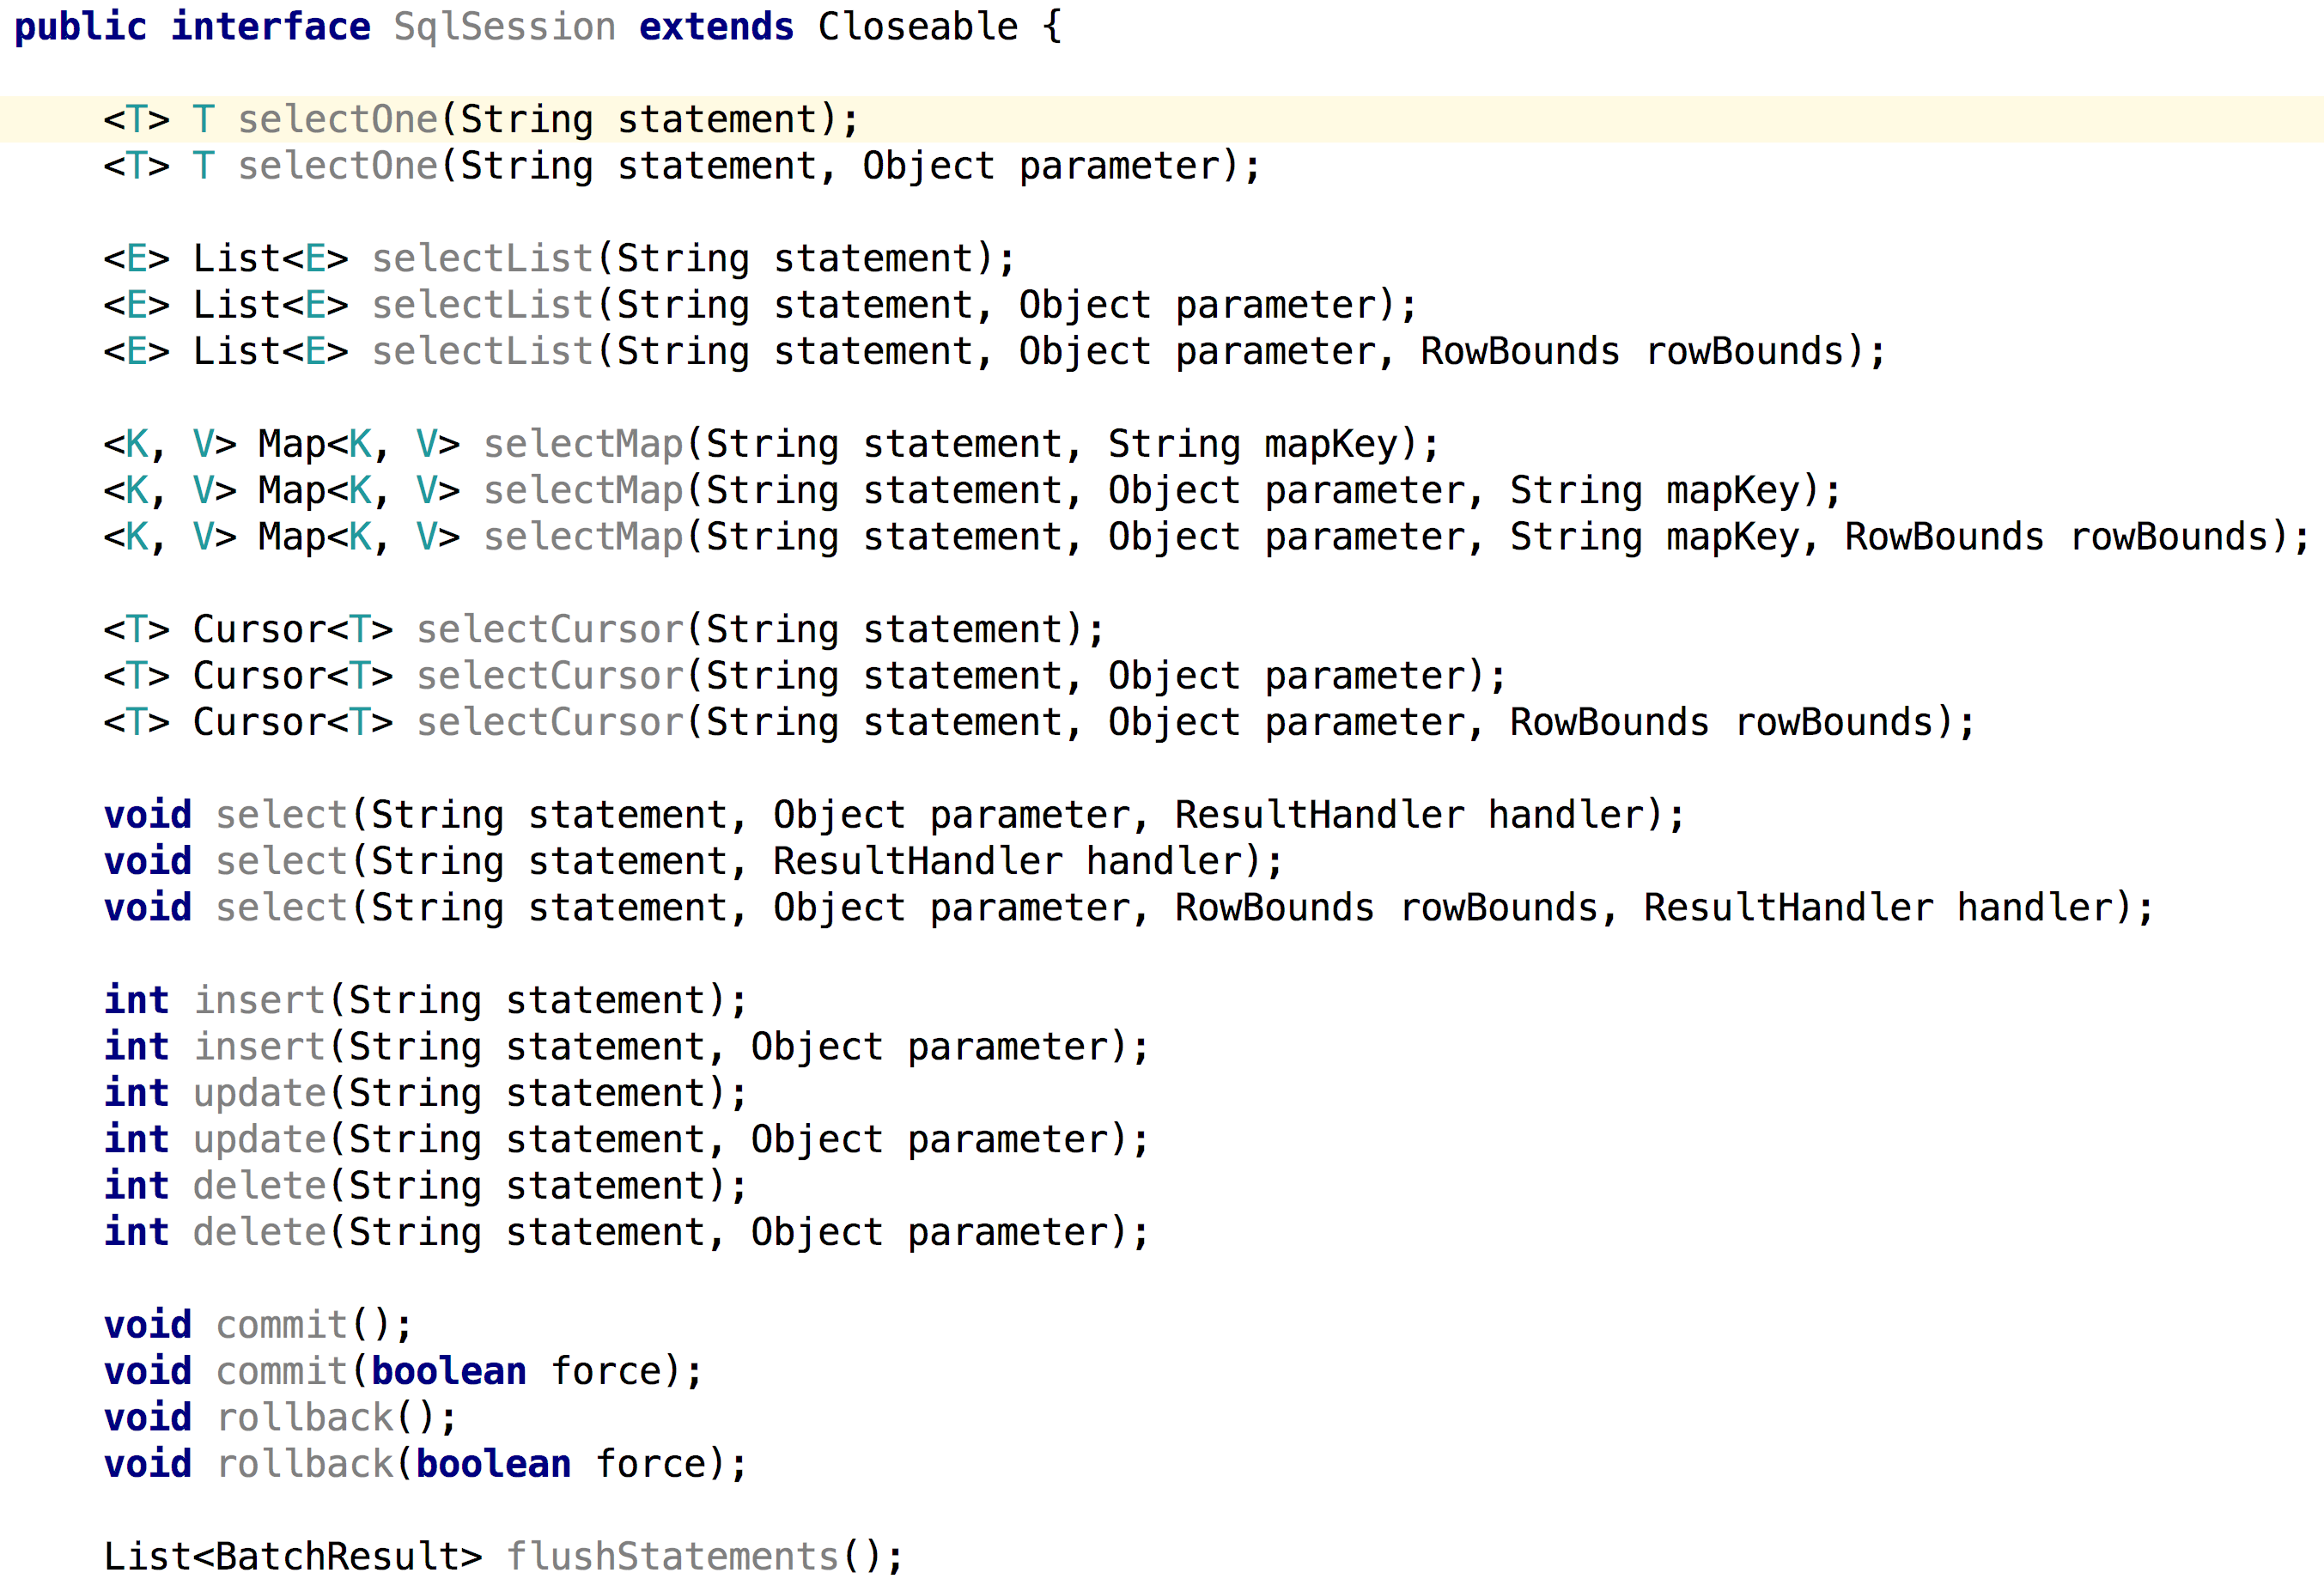 public interface SqlSession extends Closeable {
<T> T selectOne(String statement);
<T> T selectOne(String statement, Object parameter);
<E> List<E> selectList(String statement);
<E> List<E> selectList(String statement, Object parameter);
<E> List<E> selectList(String statement, Object parameter, RowBounds rowBounds);
<K, V> Map<K, V> selectMap(String statement, String mapKey);
<K, V> Map<K, V> selectMap(String statement, Object parameter, String mapKey);
<K, V> Map<K, V> selectMap(String statement, Object parameter, String mapKey, RowBounds rowBounds);
<T> Cursor<T> selectCursor(String statement);
<T> Cursor<T> selectCursor(String statement, Object parameter);
<T> Cursor<T> selectCursor(String statement, Object parameter, RowBounds rowBounds);
void select(String statement, Object parameter, ResultHandler handler);
void select(String statement, ResultHandler handler);
void select(String statement, Object parameter, RowBounds rowBounds, ResultHandler handler);
int insert(String statement);
int insert(String statement, Object parameter);
int update(String statement);
int update(String statement, Object parameter);
int delete(String statement);
int delete(String statement, Object parameter);
void commit();
void commit(boolean force);
void rollback();
void rollback(boolean force);
List<BatchResult> flushStatements();